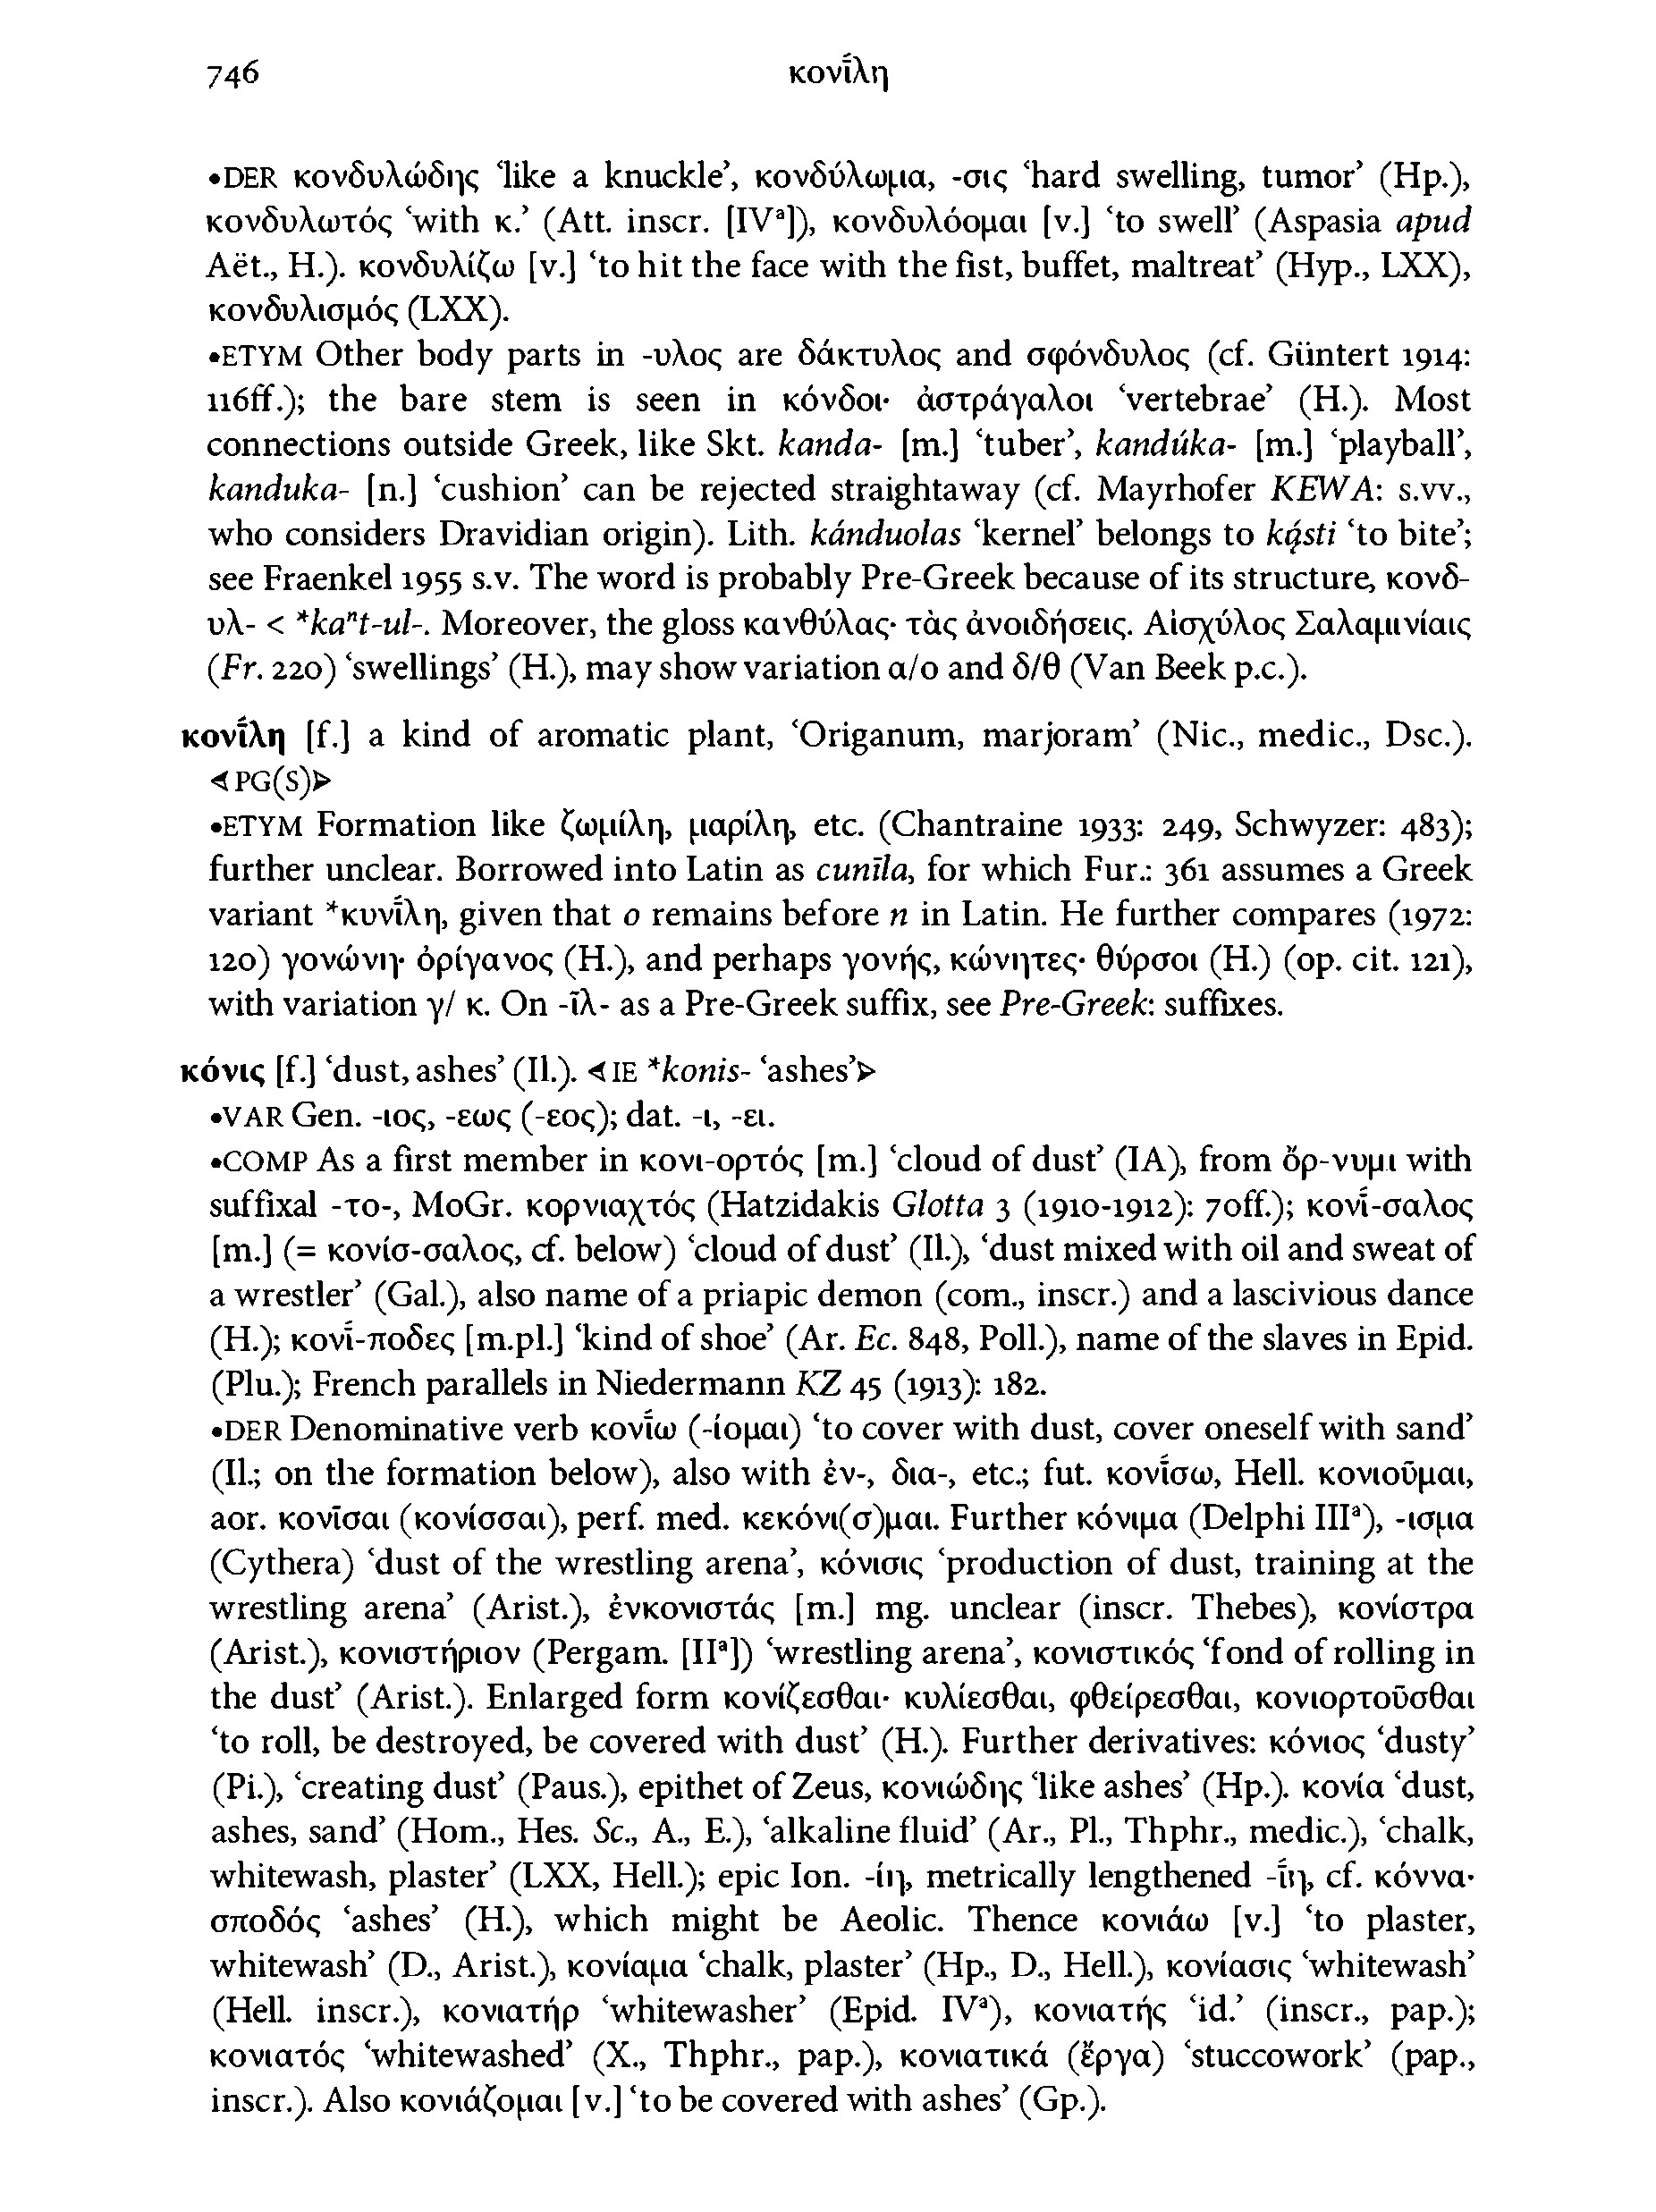 746
κονί̄λη
•DER κονδυλώδης ‘like a knuckle’, κονδύλωμα, -σις ‘hard swelling, tumor’ (Hp.),
κονδυλωτός ‘with κ.’ (Att. inscr. [IVᵃ]), κονδυλόομαι [v.] ‘to swell’ (Aspasia apud
Aët., H.). κονδυλίζω [v.] ‘to hit the face with the fist, buffet, maltreat’ (Hyp., LXX),
κονδυλισμός (LXX).
•ETYM Other body parts in -υλος are δάκτυλος and σφόνδυλος (cf. Güntert 1914:
116ff.); the bare stem is seen in κόνδοι· ἀστράγαλοι ‘vertebrae’ (H.). Most
connections outside Greek, like Skt. kanda- [m.] ‘tuber’, kandúka- [m.] ‘playball’,
kanduka- [n.] ‘cushion’ can be rejected straightaway (cf. Mayrhofer KEWA: s.vv.,
who considers Dravidian origin). Lith. kánduolas ‘kernel’ belongs to ką́sti ‘to bite’;
see Fraenkel 1955 s.v. The word is probably Pre-Greek because of its structure, κονδ-
υλ- < *kaⁿt-ul-. Moreover, the gloss κανθύλας· τὰς ἀνοιδήσεις. Αἰσχύλος Σαλαμινίαις
(Fr. 220) ‘swellings’ (H.), may show variation α/ο and δ/θ (Van Beek p.c.).
κονί̄λη [f.] a kind of aromatic plant, ‘Origanum, marjoram’ (Nic., medic., Dsc.).
◁PG(S)▷
•ETYM Formation like ζωμίλη, μαρίλη, etc. (Chantraine 1933: 249, Schwyzer: 483);
further unclear. Borrowed into Latin as cunīla, for which Fur.: 361 assumes a Greek
variant *κυνί̄λη, given that o remains before n in Latin. He further compares (1972:
120) γονώνη· ὀρίγανος (H.), and perhaps γονής, κώνητες· θύρσοι (H.) (op. cit. 121),
with variation γ/ κ. On -ῑλ- as a Pre-Greek suffix, see Pre-Greek: suffixes.
κόνις [f.] ‘dust, ashes’ (Il.). ◁IE *konis- ‘ashes’▷
•VAR Gen. -ιος, -εως (-εος); dat. -ι, -ει.
•COMP As a first member in κονι-ορτός [m.] ‘cloud of dust’ (IA), from ὄρ-νυμι with
suffixal -το-, MoGr. κορνιαχτός (Hatzidakis Glotta 3 (1910-1912): 70ff.); κονί̄-σαλος
[m.] (= κονίσ-σαλος, cf. below) ‘cloud of dust’ (Il.), ‘dust mixed with oil and sweat of
a wrestler’ (Gal.), also name of a priapic demon (com., inscr.) and a lascivious dance
(H.); κονί̄-ποδες [m.pl.] ‘kind of shoe’ (Ar. Ec. 848, Poll.), name of the slaves in Epid.
(Plu.); French parallels in Niedermann KZ 45 (1913): 182.
•DER Denominative verb κονί̄ω (-ίομαι) ‘to cover with dust, cover oneself with sand’
(Il.; on the formation below), also with ἐν-, δια-, etc.; fut. κονί̄σω, Hell. κονιοῦμαι,
aor. κονῖσαι (κονίσσαι), perf. med. κεκόνι(σ)μαι. Further κόνιμα (Delphi IIIᵃ), -ισμα
(Cythera) ‘dust of the wrestling arena’, κόνισις ‘production of dust, training at the
wrestling arena’ (Arist.), ἐνκονιστάς [m.] mg. unclear (inscr. Thebes), κονίστρα
(Arist.), κονιστήριον (Pergam. [IIᵃ]) ‘wrestling arena’, κονιστικός ‘fond of rolling in
the dust’ (Arist.). Enlarged form κονίζεσθαι· κυλίεσθαι, φθείρεσθαι, κονιορτοῦσθαι
‘to roll, be destroyed, be covered with dust’ (H.). Further derivatives: κόνιος ‘dusty’
(Pi.), ‘creating dust’ (Paus.), epithet of Zeus, κονιώδης ‘like ashes’ (Hp.). κονία ‘dust,
ashes, sand’ (Hom., Hes. Sc., A., E.), ‘alkaline fluid’ (Ar., Pl., Thphr., medic.), ‘chalk,
whitewash, plaster’ (LXX, Hell.); epic Ion. -ίη, metrically lengthened -ί̄η, cf. κόννα·
σποδός ‘ashes’ (H.), which might be Aeolic. Thence κονιάω [v.] ‘to plaster,
whitewash’ (D., Arist.), κονίαμα ‘chalk, plaster’ (Hp., D., Hell.), κονίασις ‘whitewash’
(Hell. inscr.), κονιατήρ ‘whitewasher’ (Epid. IVᵃ), κονιατής ‘id.’ (inscr., pap.);
κονιατός ‘whitewashed’ (X., Thphr., pap.), κονιατικά (ἔργα) ‘stuccowork’ (pap.,
inscr.). Also κονιάζομαι [v.] ‘to be covered with ashes’ (Gp.).